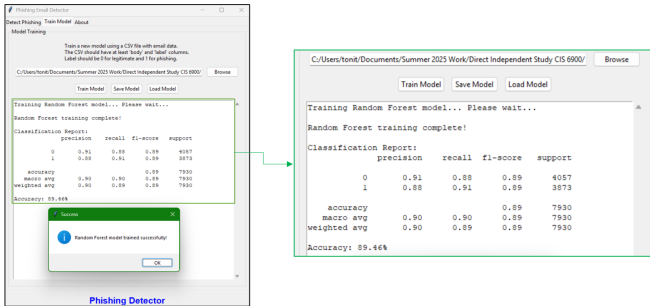 Phishing Email Detector
Detect Phishing Train Model About
Model Training
Train a new model using a CSV file with email data.
The CSV should have at least 'body' and 'label' columns.
Label should be 0 for legitimate and 1 for phishing.
C:/Users/tonit/Documents/Summer 2025 Work/Direct Independent Study CIS 6900/ Browse
Train Model Save Model Load Model
Training Random Forest model... Please wait...
Random Forest training complete!
Classification Report:
precision recall f1-score support
0 0.91 0.88 0.89 4057
1 0.88 0.91 0.89 3873
accuracy 0.89 7930
macro avg 0.90 0.90 0.89 7930
weighted avg 0.90 0.89 0.89 7930
Accuracy: 89.46%
Success
Random Forest model trained successfully!
OK
Phishing Detector
C:/Users/tonit/Documents/Summer 2025 Work/Direct Independent Study CIS 6900/ Browse
Train Model Save Model Load Model
Training Random Forest model... Please wait...
Random Forest training complete!
Classification Report:
precision recall f1-score support
0 0.91 0.88 0.89 4057
1 0.88 0.91 0.89 3873
accuracy 0.89 7930
macro avg 0.90 0.90 0.89 7930
weighted avg 0.90 0.89 0.89 7930
Accuracy: 89.46%